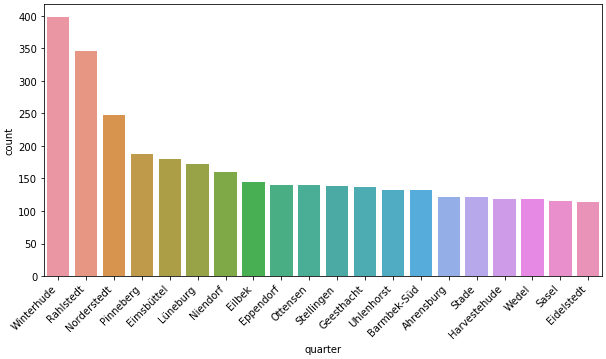 400
350
300
250
200
150
100
50
0
count
Winterhude
Rahlstedt
Norderstedt
Pinneberg
Eimsbüttel
Lüneburg
Niendorf
Eilbek
Eppendorf
Ottensen
Stellingen
Geesthacht
Uhlenhorst
Barmbek-Süd
Ahrensburg
Stade
Harvestehude
Wedel
Sasel
Eidelstedt
quarter